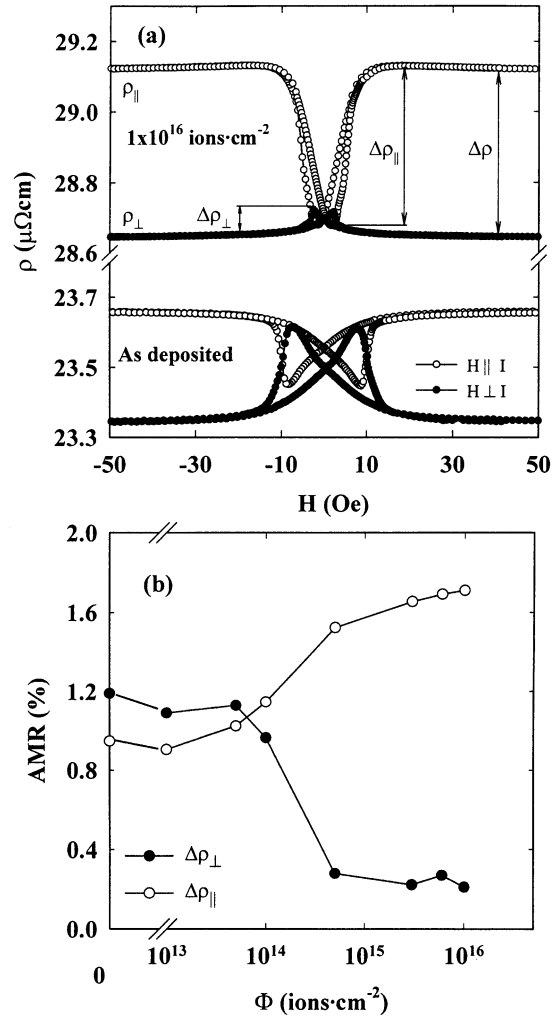 (a)
29.2
29.0
28.8
28.6
23.7
23.5
23.3
ρ (μΩcm)
ρ∥
1x10¹⁶ ions·cm⁻²
ρ⊥
Δρ⊥
Δρ∥
Δρ
As deposited
H ∥ I
H ⊥ I
-50 -30 -10 10 30 50
H (Oe)
(b)
2.0
1.6
1.2
0.8
0.4
0.0
AMR (%)
Δρ⊥
Δρ∥
0 10¹³ 10¹⁴ 10¹⁵ 10¹⁶
Φ (ions·cm⁻²)